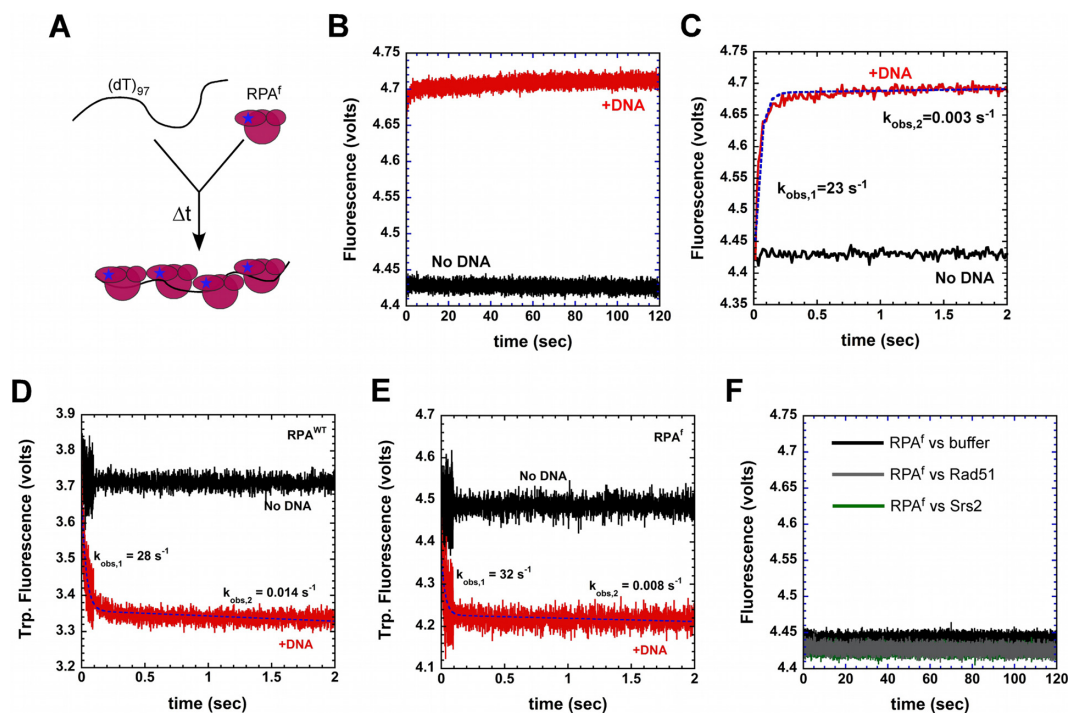 A
(dT)97
RPAf
Δt
B
Fluorescence (volts)
4.75
4.7
4.65
4.6
4.55
4.5
4.45
4.4
+DNA
No DNA
0 20 40 60 80 100 120
time (sec)
C
Fluorescence (volts)
4.75
4.7
4.65
4.6
4.55
4.5
4.45
4.4
4.35
+DNA
kobs,2=0.003 s-1
kobs,1=23 s-1
No DNA
0 0.5 1 1.5 2
time (sec)
D
Trp. Fluorescence (volts)
3.9
3.8
3.7
3.6
3.5
3.4
3.3
3.2
RPAWT
No DNA
kobs,1 = 28 s-1
kobs,2 = 0.014 s-1
+DNA
0 0.5 1 1.5 2
time (sec)
E
Trp. Fluorescence (volts)
4.7
4.6
4.5
4.4
4.3
4.2
4.1
RPAf
No DNA
kobs,1 = 32 s-1
kobs,2 = 0.008 s-1
+DNA
0 0.5 1 1.5 2
time (sec)
F
Fluorescence (volts)
4.75
4.7
4.65
4.6
4.55
4.5
4.45
4.4
RPAf vs buffer
RPAf vs Rad51
RPAf vs Srs2
0 20 40 60 80 100 120
time (sec)